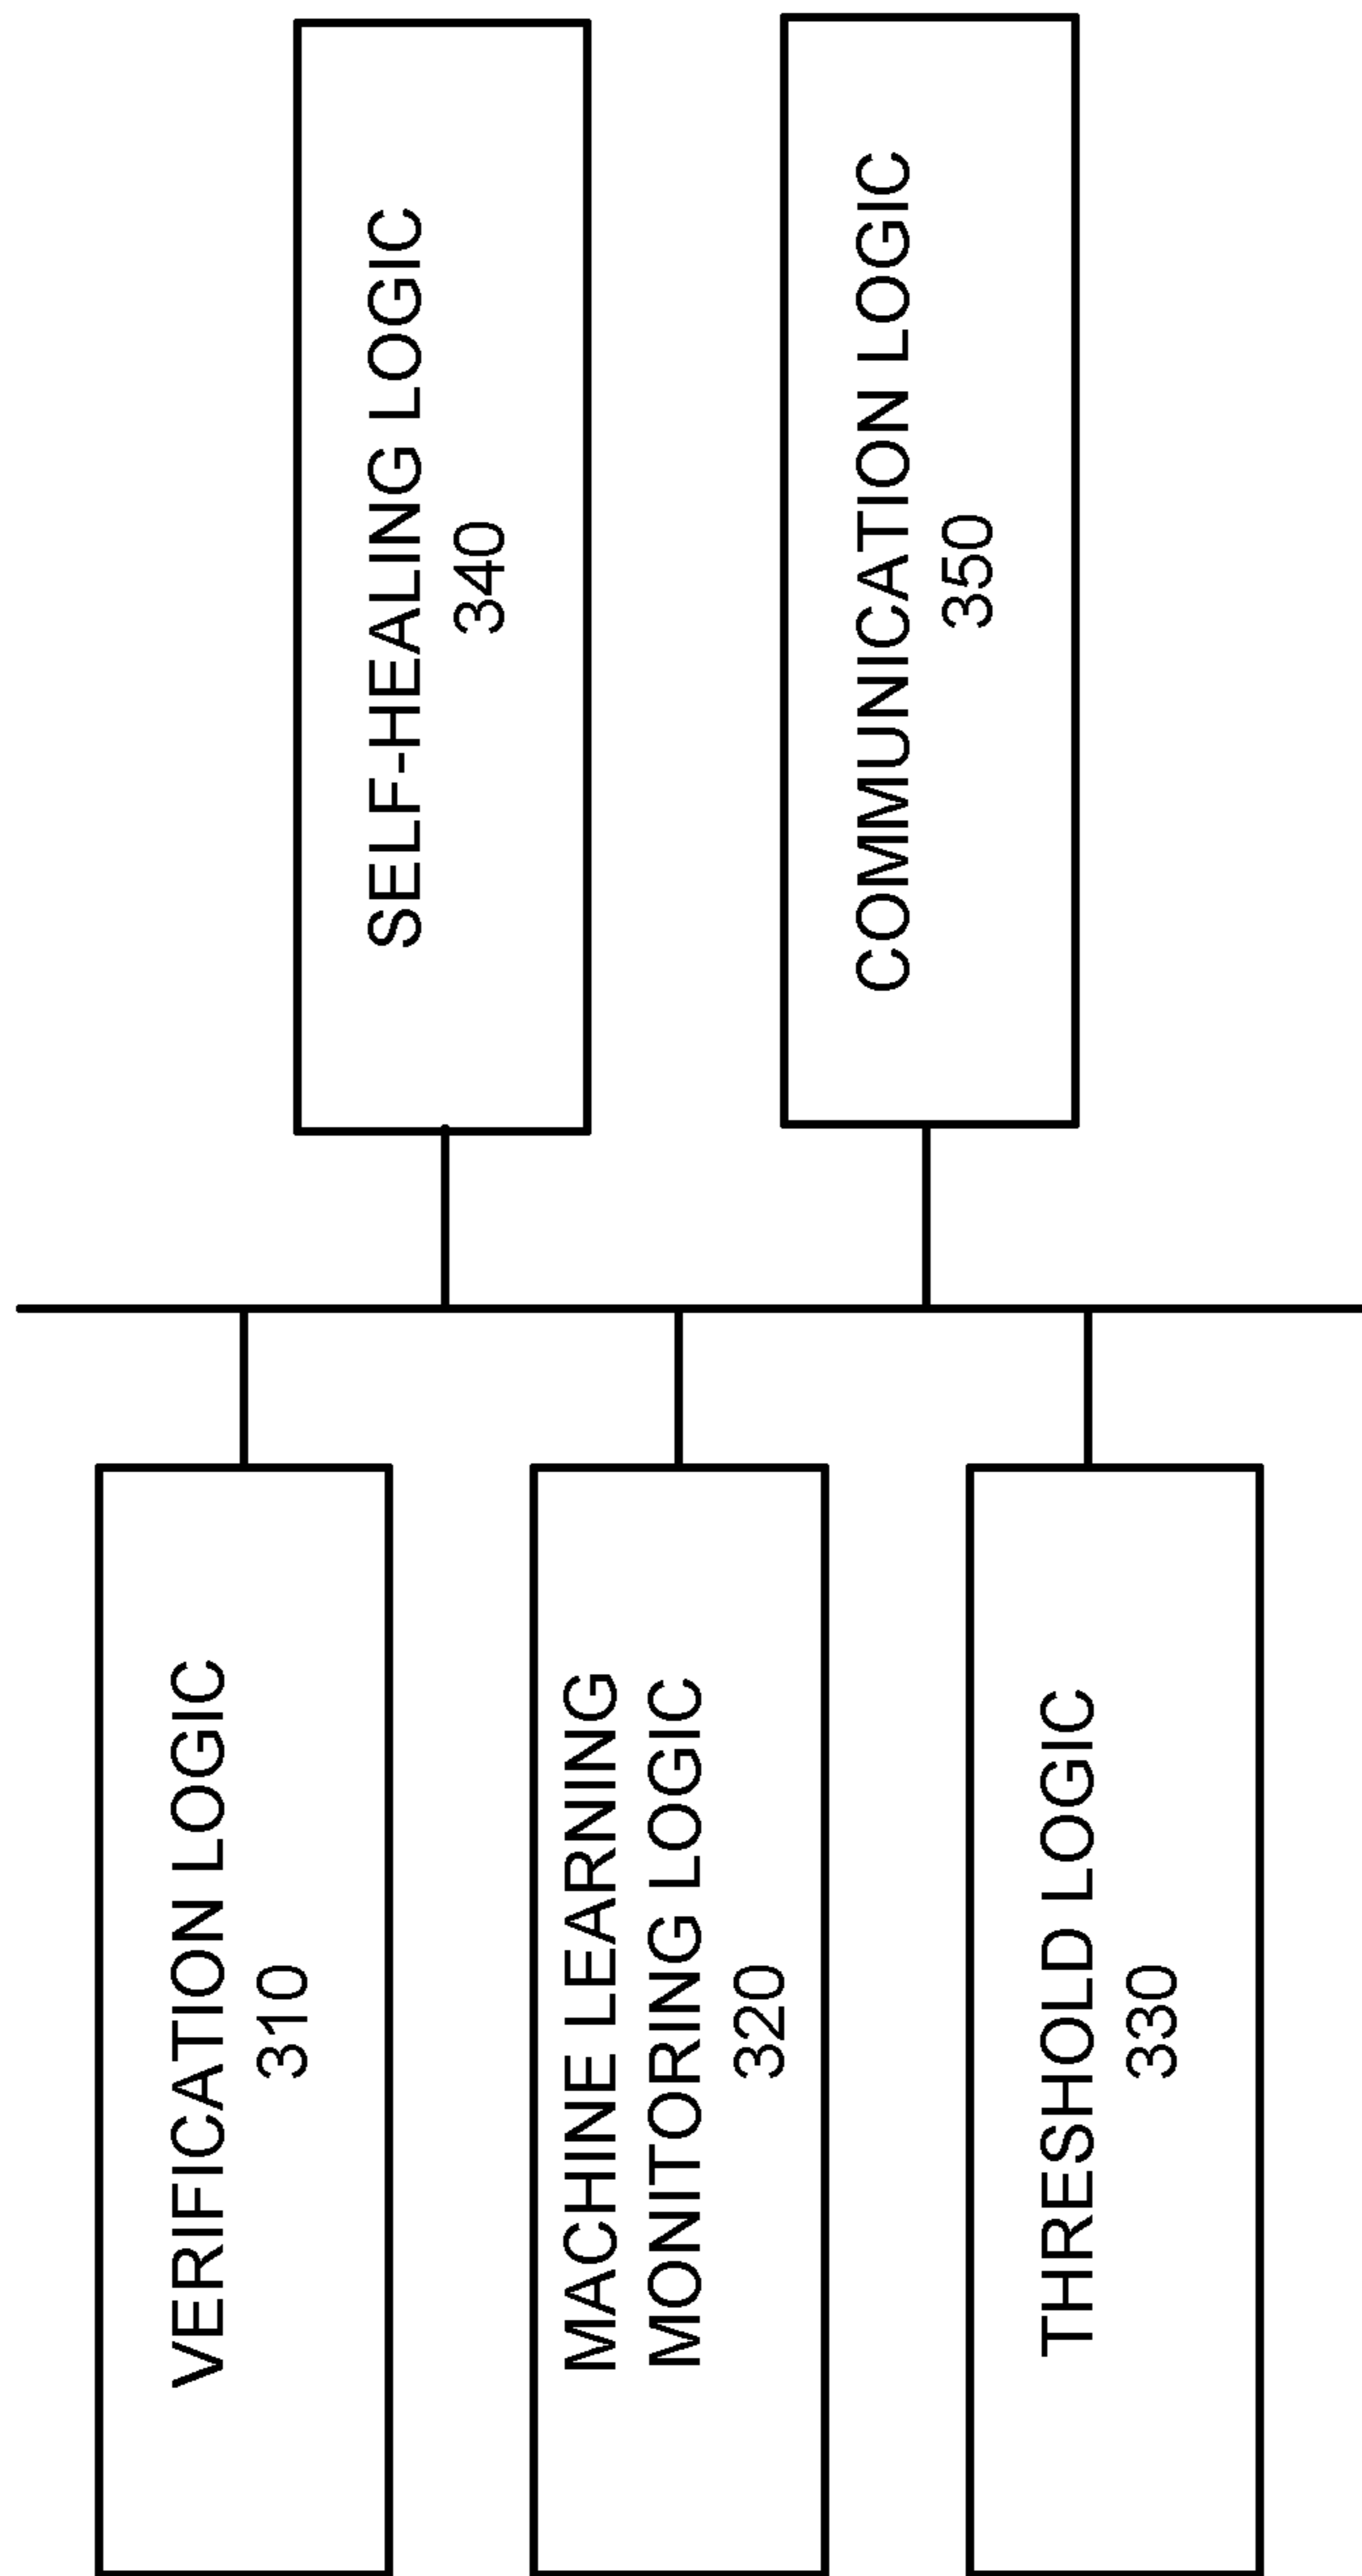 VERIFICATION LOGIC
310
MACHINE LEARNING
MONITORING LOGIC
320
THRESHOLD LOGIC
330
SELF-HEALING LOGIC
340
COMMUNICATION LOGIC
350